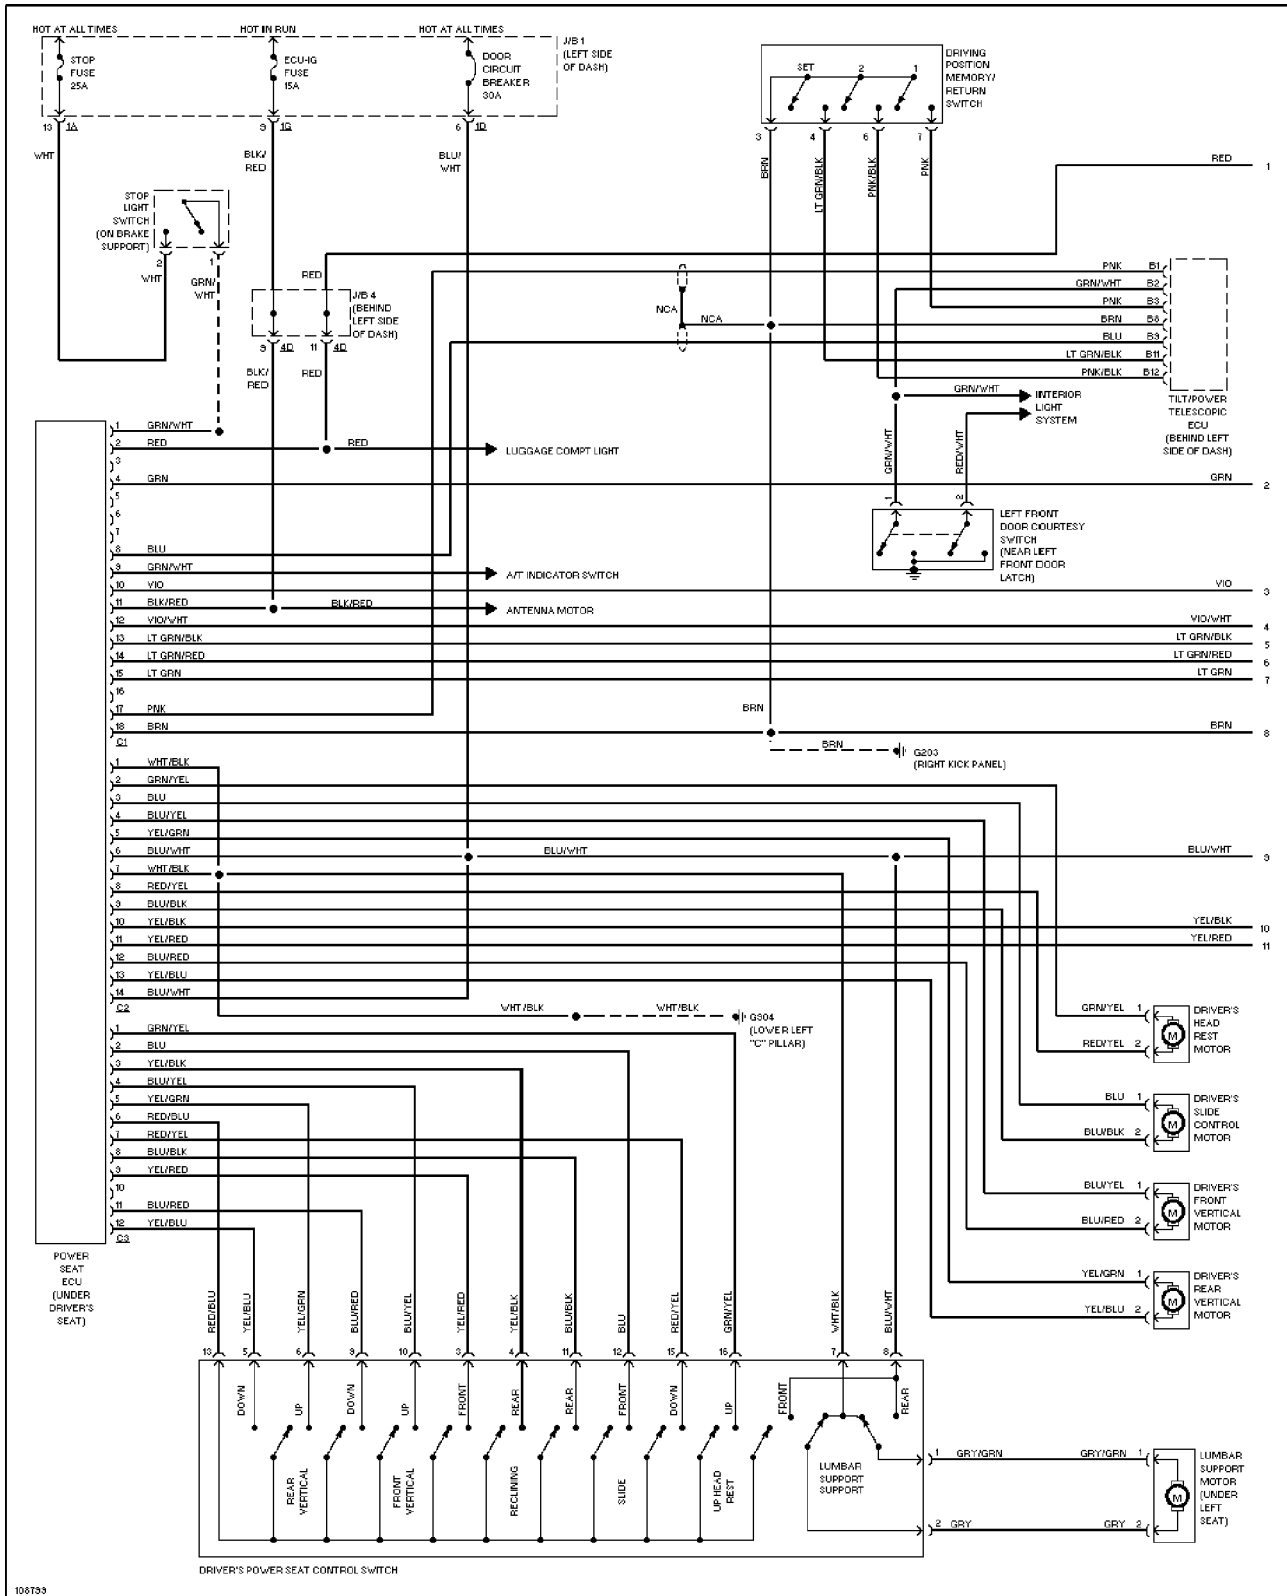 HOT AT ALL TIMES
HOT IN RUN
HOT AT ALL TIMES
STOP
FUSE
25A
ECU-IG
FUSE
15A
DOOR
CIRCUIT
BREAKER
30A
J/B 1
(LEFT SIDE
OF DASH)
13 1A
9 1G
6 1D
WHT
BLK/
RED
BLU/
WHT
SET
2
1
DRIVING
POSITION
MEMORY/
RETURN
SWITCH
3
4
6
7
BRN
LT GRN/BLK
PNK/BLK
PNK
RED 1
STOP
LIGHT
SWITCH
(ON BRAKE
SUPPORT)
2
1
WHT
GRN/
WHT
RED
J/B 4
(BEHIND
LEFT SIDE
OF DASH)
9 4D
11 4D
BLK/
RED
RED
NCA
NCA
PNK B1
GRN/WHT B2
PNK B3
BRN B8
BLU B9
LT GRN/BLK B11
PNK/BLK B12
TILT/POWER
TELESCOPIC
ECU
(BEHIND LEFT
SIDE OF DASH)
GRN/WHT
INTERIOR
LIGHT
SYSTEM
GRN/WHT
RED/WHT
1
2
LEFT FRONT
DOOR COURTESY
SWITCH
(NEAR LEFT
FRONT DOOR
LATCH)
1 GRN/WHT
2 RED
RED
LUGGAGE COMPT LIGHT
3
4 GRN
GRN 2
5
6
7
8 BLU
9 GRN/WHT
A/T INDICATOR SWITCH
10 VIO
VIO 3
11 BLK/RED
BLK/RED
ANTENNA MOTOR
12 VIO/WHT
VIO/WHT 4
13 LT GRN/BLK
LT GRN/BLK 5
14 LT GRN/RED
LT GRN/RED 6
15 LT GRN
LT GRN 7
16
17 PNK
BRN
18 BRN
BRN 8
C1
BRN
G203
(RIGHT KICK PANEL)
1 WHT/BLK
2 GRN/YEL
3 BLU
4 BLU/YEL
5 YEL/GRN
6 BLU/WHT
BLU/WHT
BLU/WHT 9
7 WHT/BLK
8 RED/YEL
9 BLU/BLK
10 YEL/BLK
YEL/BLK 10
11 YEL/RED
YEL/RED 11
12 BLU/RED
13 YEL/BLU
14 BLU/WHT
C2
WHT/BLK
WHT/BLK
G304
(LOWER LEFT
"C" PILLAR)
1 GRN/YEL
2 BLU
3 YEL/BLK
4 BLU/YEL
5 YEL/GRN
6 RED/BLU
7 RED/YEL
8 BLU/BLK
9 YEL/RED
10
11 BLU/RED
12 YEL/BLU
C3
POWER
SEAT
ECU
(UNDER
DRIVER'S
SEAT)
GRN/YEL 1
RED/YEL 2
M
DRIVER'S
HEAD
REST
MOTOR
BLU 1
BLU/BLK 2
M
DRIVER'S
SLIDE
CONTROL
MOTOR
BLU/YEL 1
BLU/RED 2
M
DRIVER'S
FRONT
VERTICAL
MOTOR
YEL/GRN 1
YEL/BLU 2
M
DRIVER'S
REAR
VERTICAL
MOTOR
RED/BLU
YEL/BLU
YEL/GRN
BLU/RED
BLU/YEL
YEL/RED
YEL/BLK
BLU/BLK
BLU
RED/YEL
GRN/YEL
WHT/BLK
BLU/WHT
13
5
6
9
10
3
4
11
12
15
16
7
8
DOWN
UP
DOWN
UP
FRONT
REAR
REAR
FRONT
DOWN
UP
FRONT
REAR
REAR
VERTICAL
FRONT
VERTICAL
RECLINING
SLIDE
UP HEAD
REST
LUMBAR
SUPPORT
SUPPORT
1 GRY/GRN
GRY/GRN 1
2 GRY
GRY 2
M
LUMBAR
SUPPORT
MOTOR
(UNDER
LEFT
SEAT)
DRIVER'S POWER SEAT CONTROL SWITCH
108799